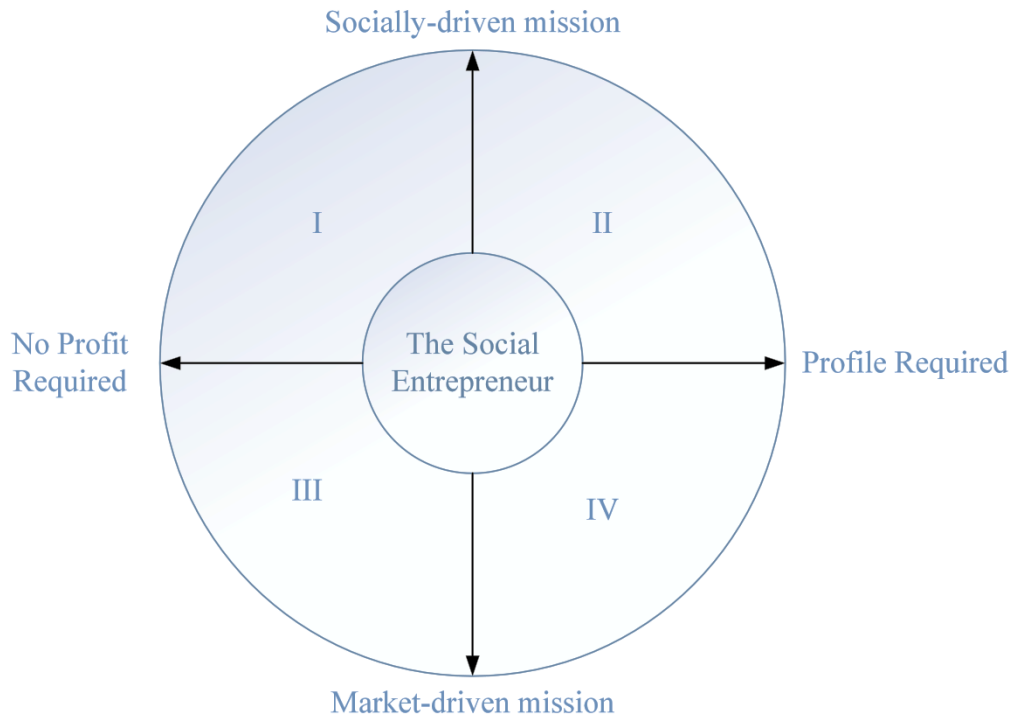 Socially-driven mission
I
II
No Profit
Required
The Social
Entrepreneur
Profile Required
III
IV
Market-driven mission